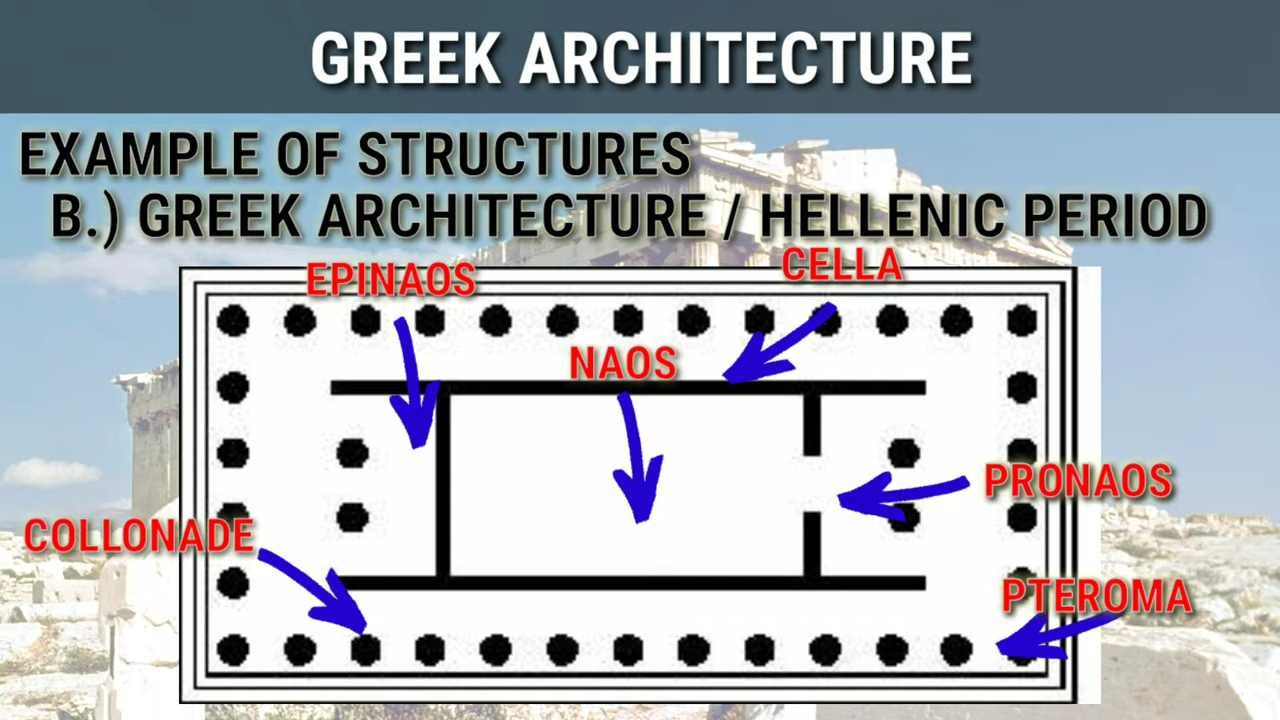 GREEK ARCHITECTURE
EXAMPLE OF STRUCTURES
B.) GREEK ARCHITECTURE / HELLENIC PERIOD
EPINAOS
CELLA
NAOS
PRONAOS
COLLONADE
PTEROMA